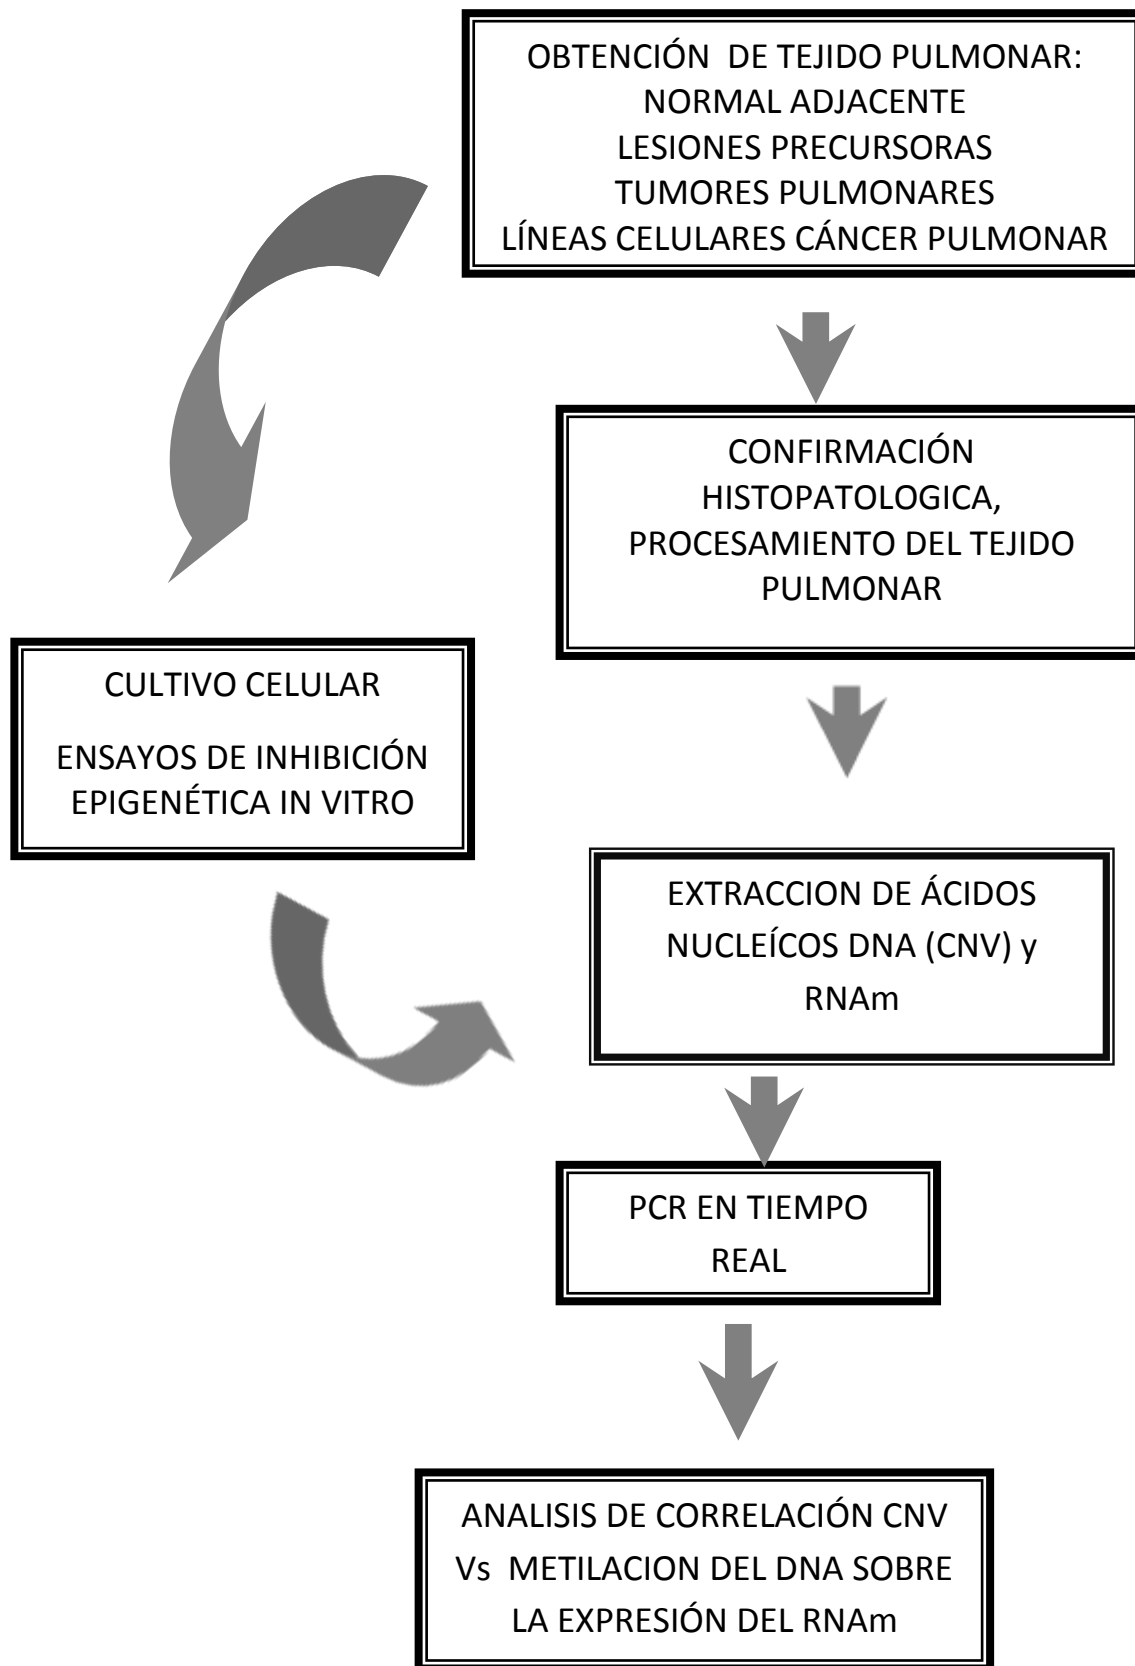 OBTENCIÓN DE TEJIDO PULMONAR:
NORMAL ADJACENTE
LESIONES PRECURSORAS
TUMORES PULMONARES
LÍNEAS CELULARES CÁNCER PULMONAR
CONFIRMACIÓN
HISTOPATOLOGICA,
PROCESAMIENTO DEL TEJIDO
PULMONAR
CULTIVO CELULAR
ENSAYOS DE INHIBICIÓN
EPIGENÉTICA IN VITRO
EXTRACCION DE ÁCIDOS
NUCLEÍCOS DNA (CNV) y
RNAm
PCR EN TIEMPO
REAL
ANALISIS DE CORRELACIÓN CNV
Vs METILACION DEL DNA SOBRE
LA EXPRESIÓN DEL RNAm